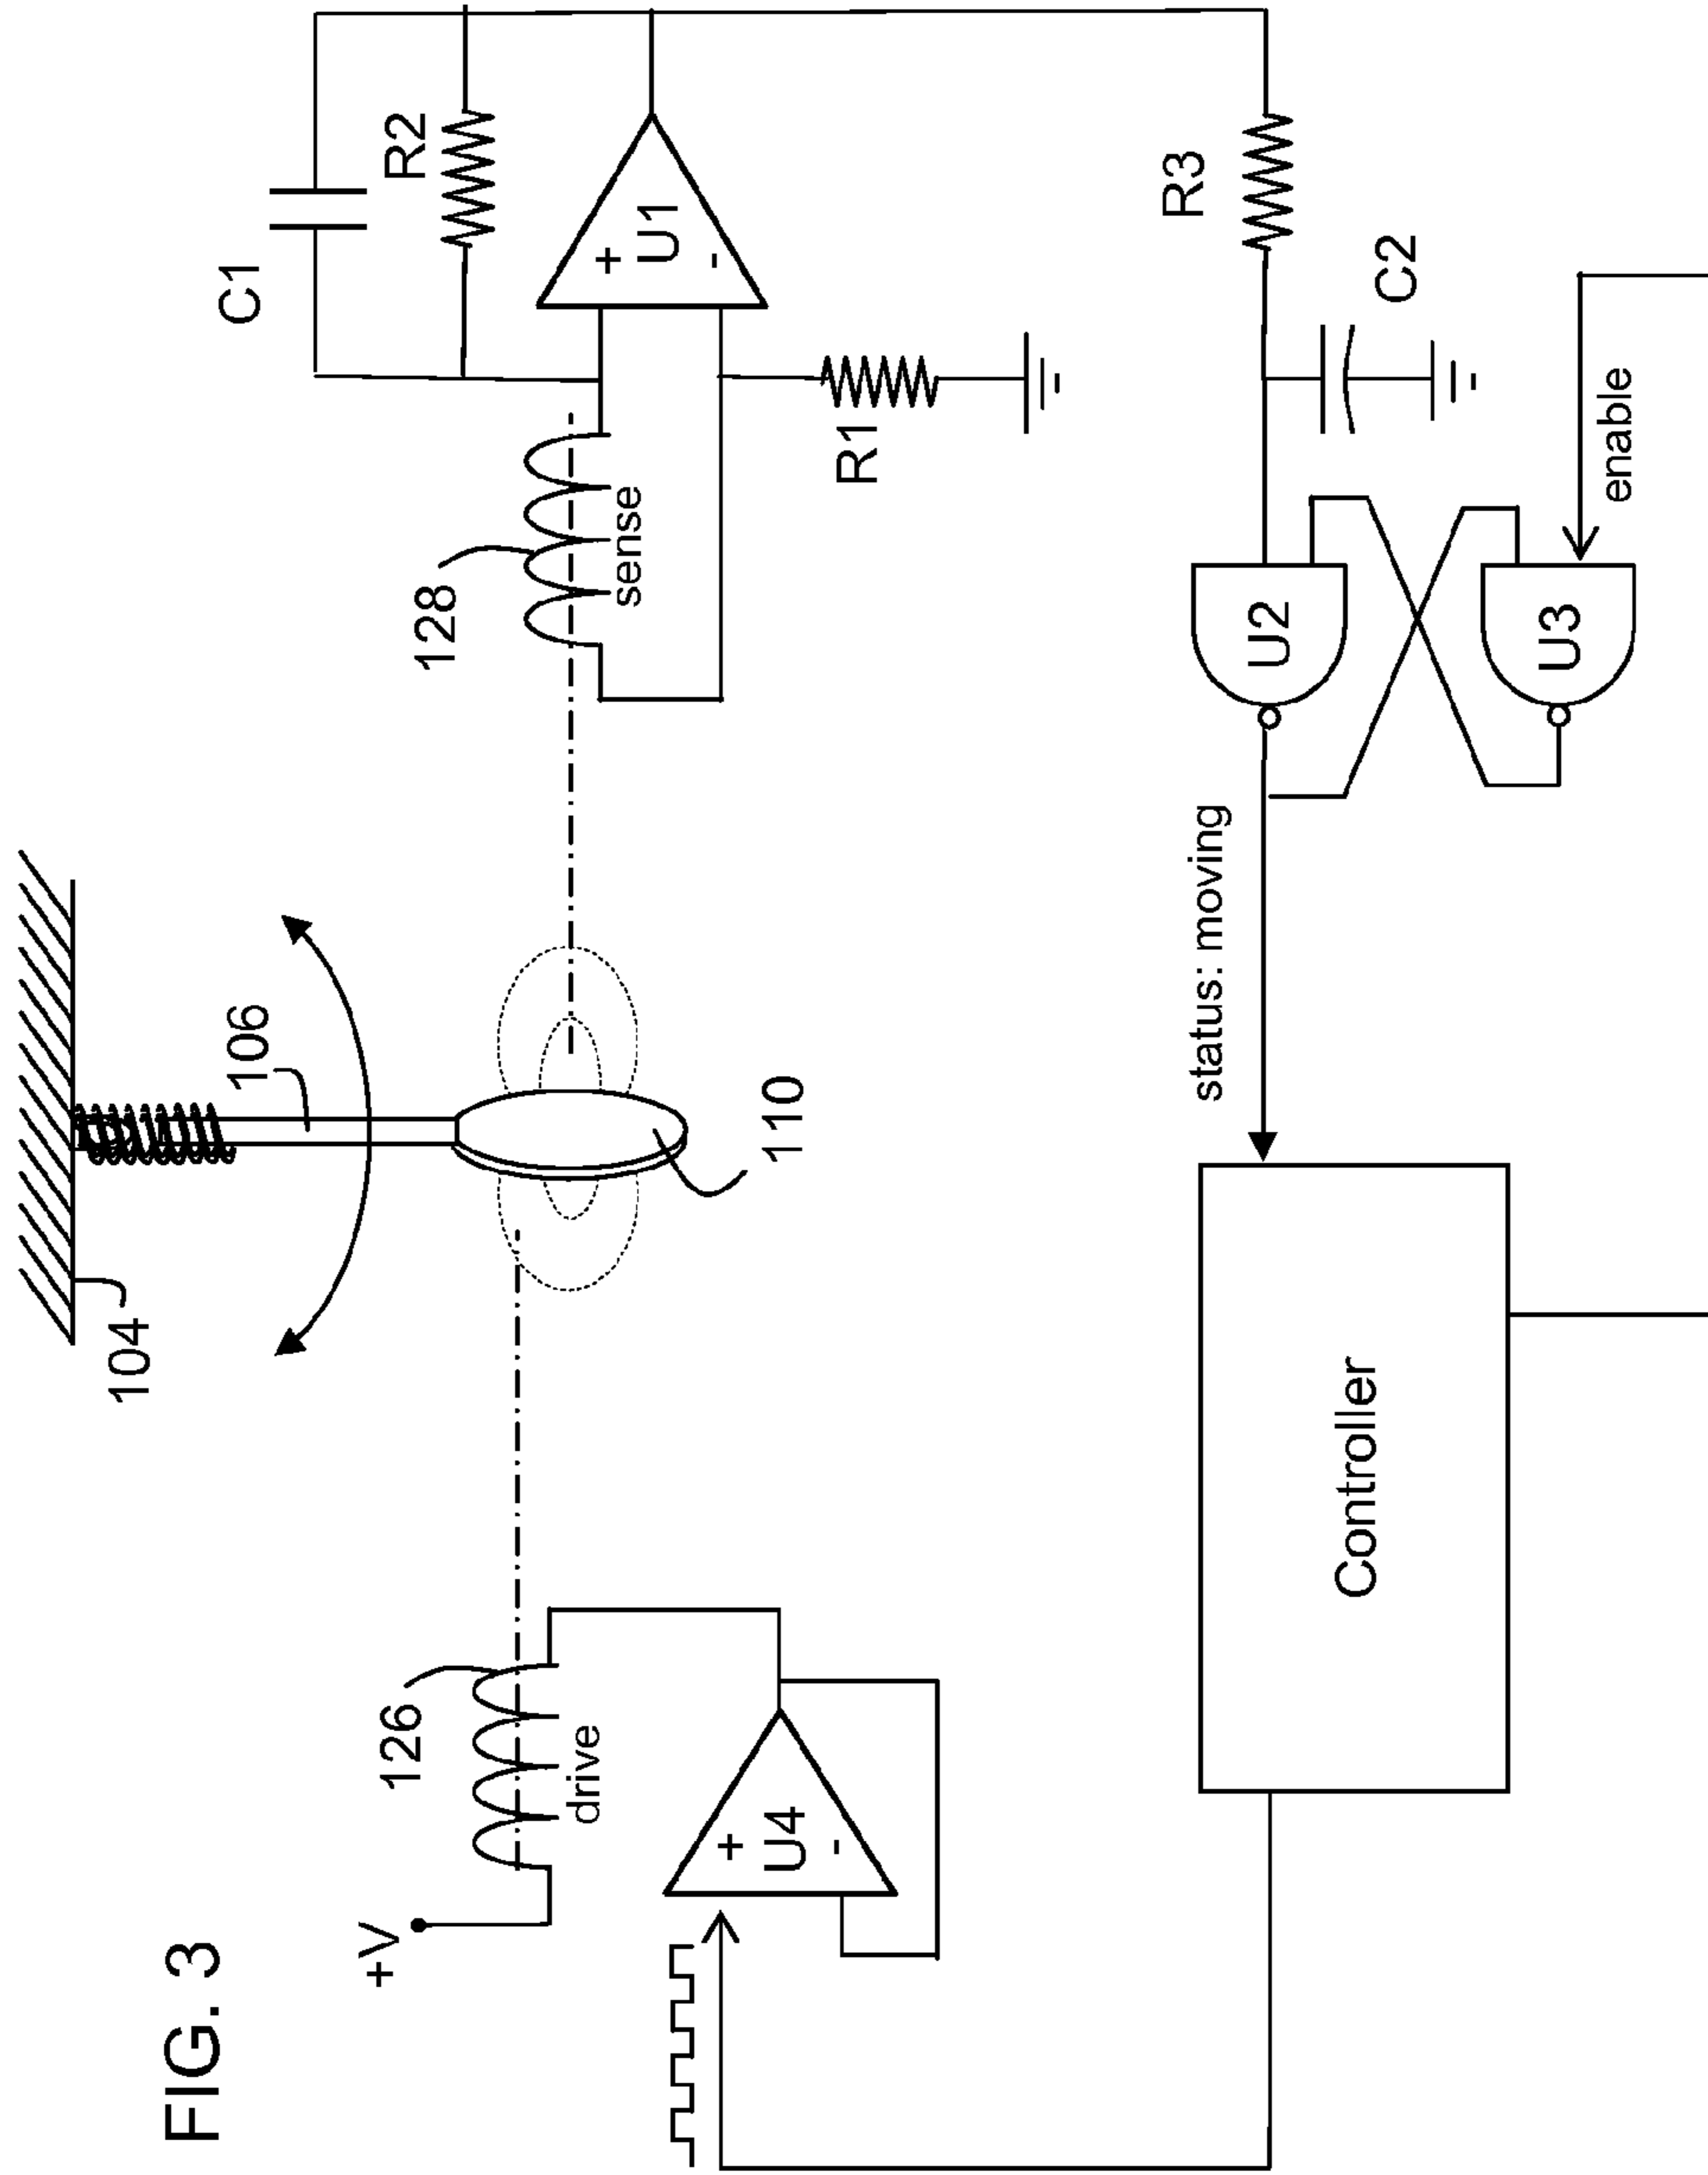 FIG. 3
104
106
110
126
drive
+V
+
U4
-
128
sense
C1
R2
+
U1
-
R1
R3
C2
U2
U3
enable
status: moving
Controller